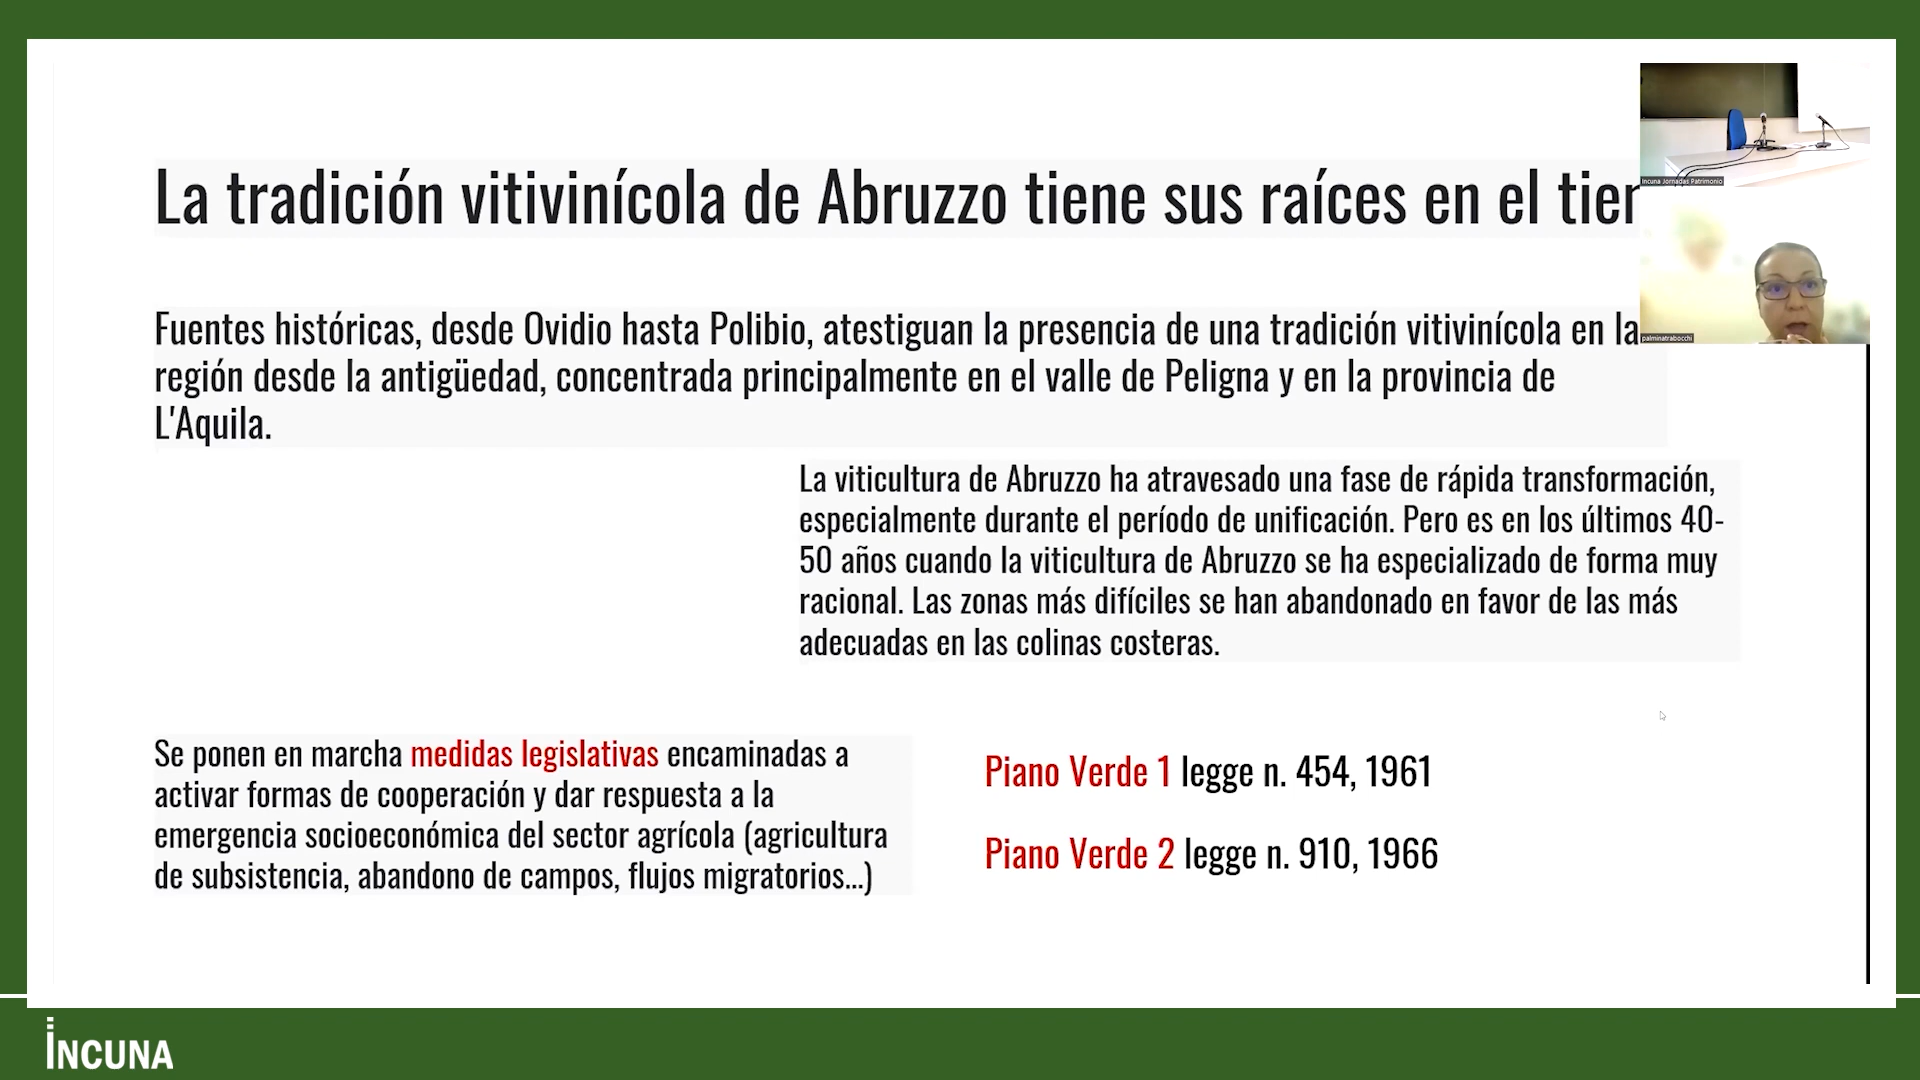 La tradición vitivinícola de Abruzzo tiene sus raíces en el
Incuna Jornadas Patrimonio
Fuentes históricas, desde Ovidio hasta Polibio, atestiguan la presencia de una tradición vitivinícola en la
palminatrabocchi
región desde la antigüedad, concentrada principalmente en el valle de Peligna y en la provincia de
L'Aquila.
La viticultura de Abruzzo ha atravesado una fase de rápida transformación,
especialmente durante el período de unificación. Pero es en los últimos 40-
50 años cuando la viticultura de Abruzzo se ha especializado de forma muy
racional. Las zonas más difíciles se han abandonado en favor de las más
adecuadas en las colinas costeras.
Se ponen en marcha medidas legislativas encaminadas a
activar formas de cooperación y dar respuesta a la
emergencia socioeconómica del sector agrícola (agricultura
de subsistencia, abandono de campos, flujos migratorios...)
Piano Verde 1 legge n. 454, 1961
Piano Verde 2 legge n. 910, 1966
INCUNA